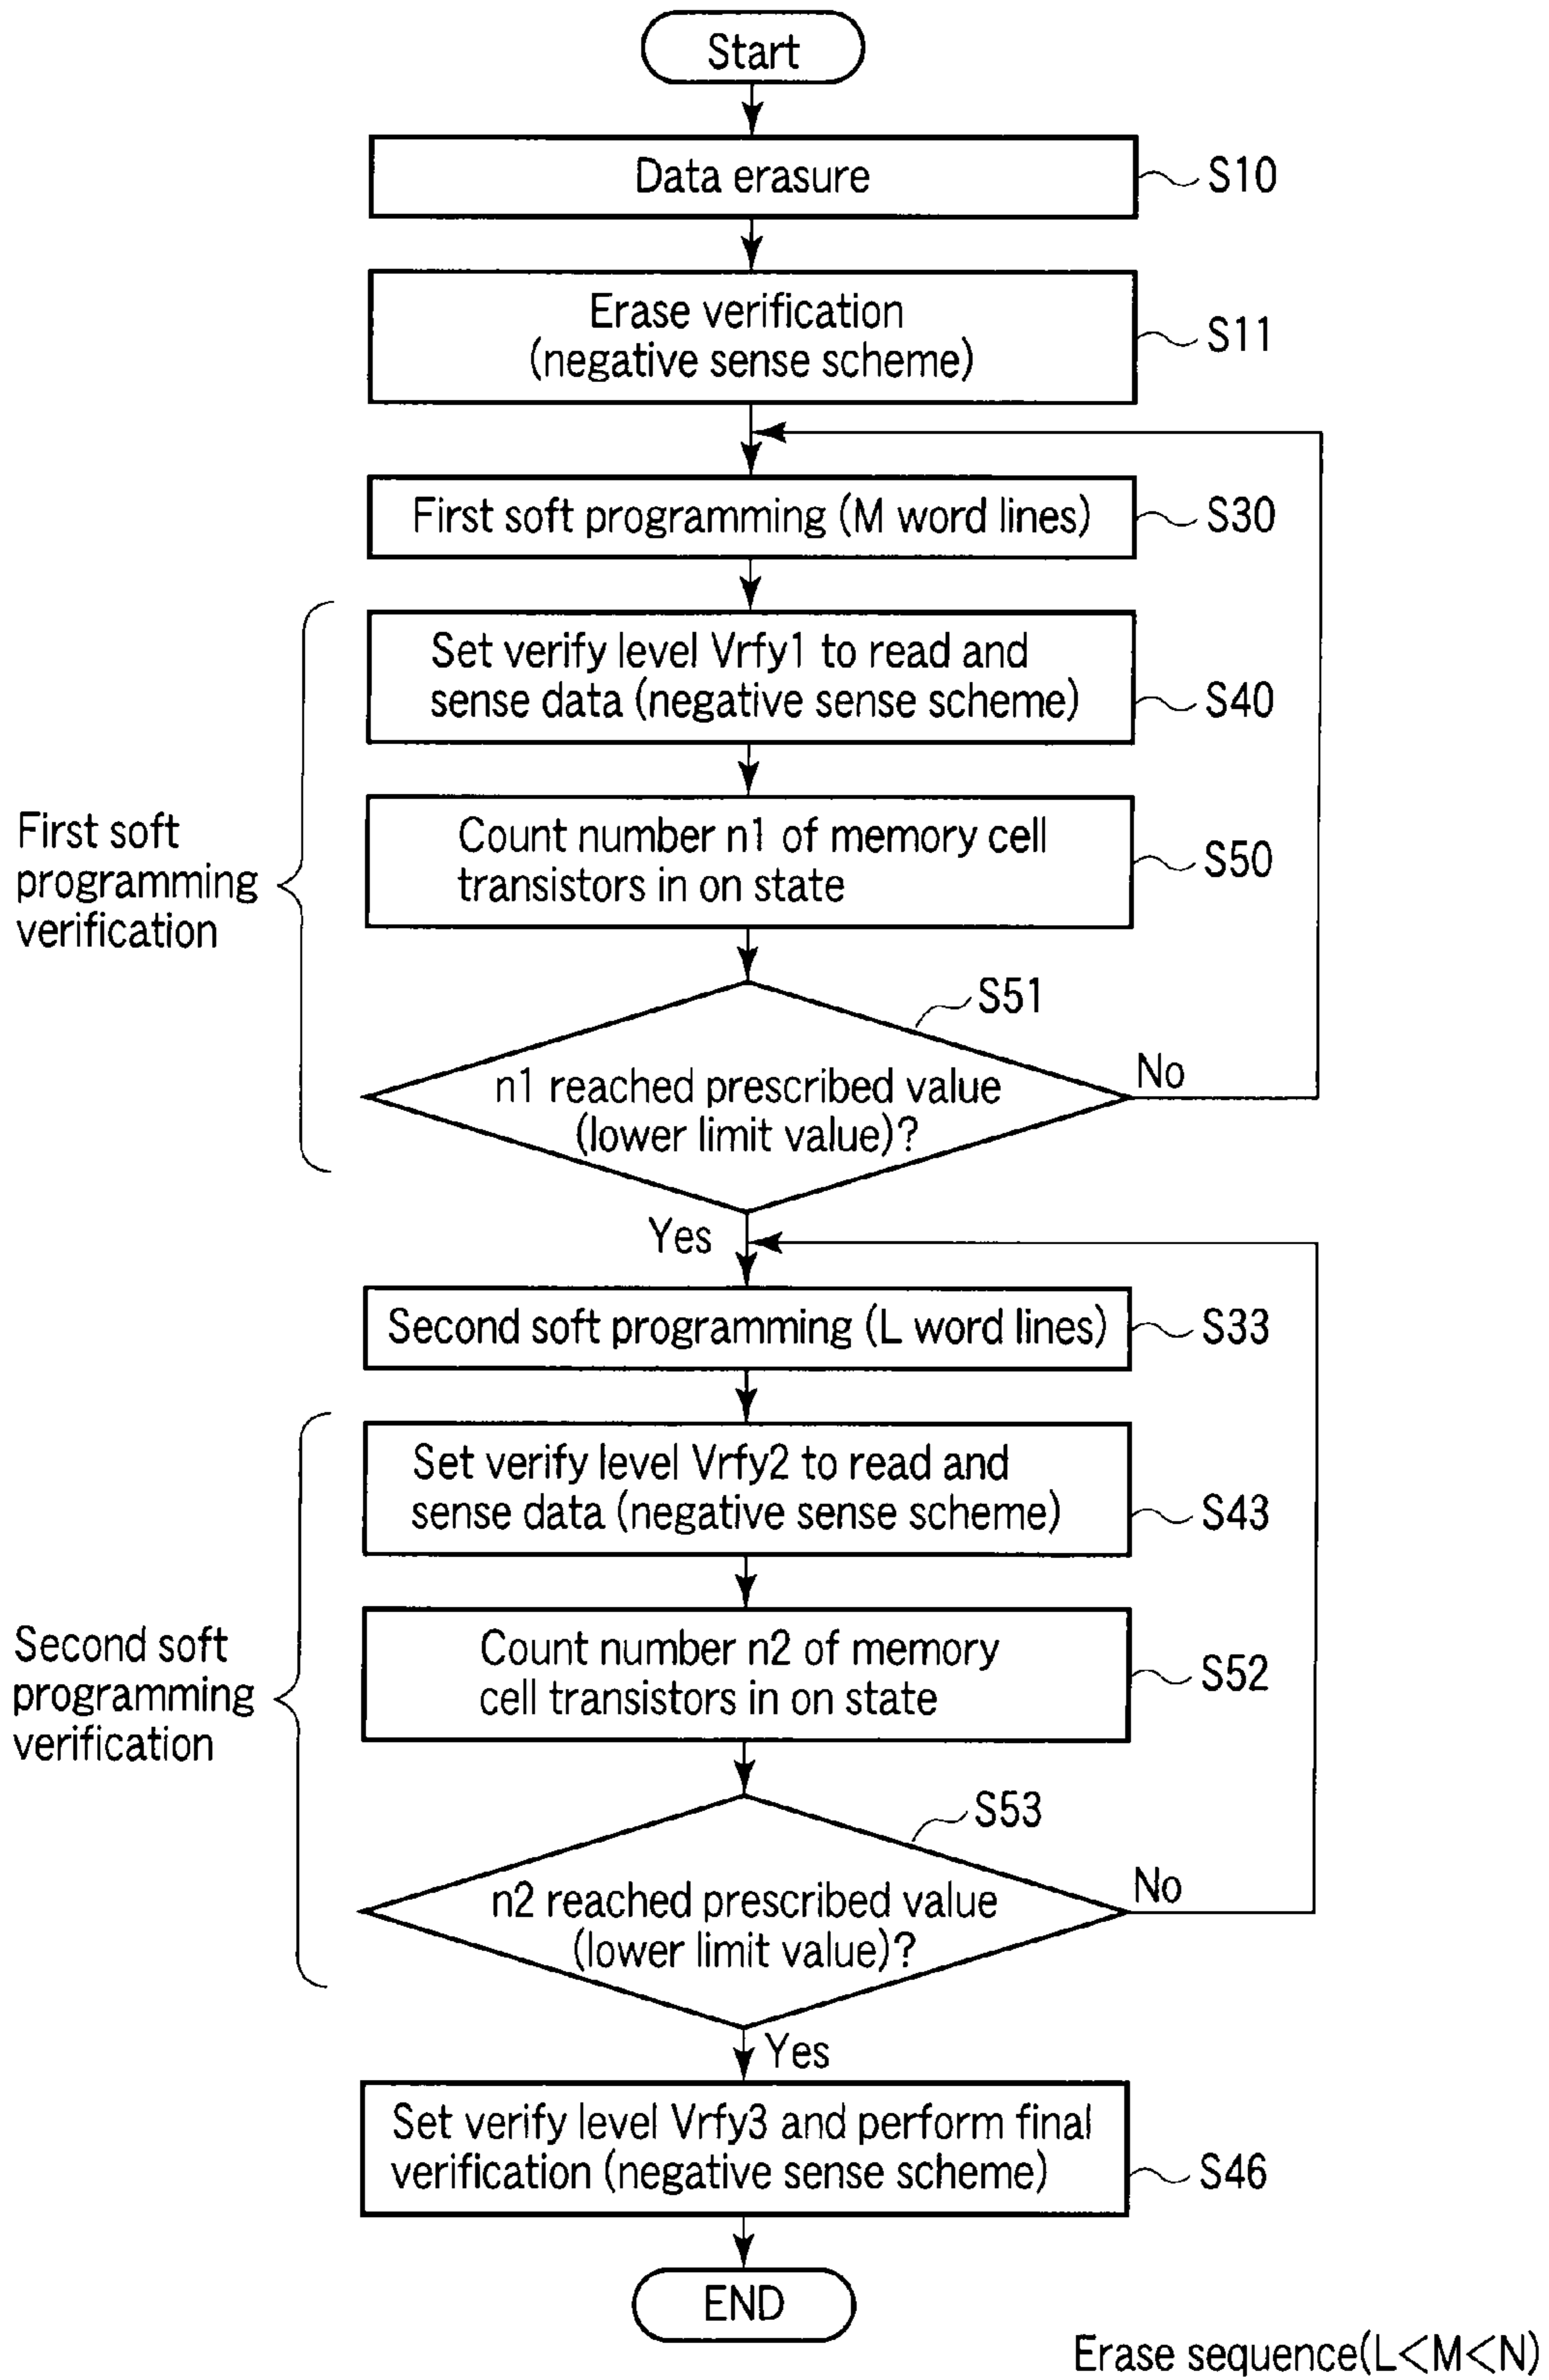 Start
Data erasure
S10
Erase verification
(negative sense scheme)
S11
First soft programming (M word lines)
S30
Set verify level Vrfy1 to read and
sense data (negative sense scheme)
S40
First soft
programming
verification
Count number n1 of memory cell
transistors in on state
S50
S51
n1 reached prescribed value
(lower limit value)?
No
Yes
Second soft programming (L word lines)
S33
Set verify level Vrfy2 to read and
sense data (negative sense scheme)
S43
Second soft
programming
verification
Count number n2 of memory
cell transistors in on state
S52
S53
n2 reached prescribed value
(lower limit value)?
No
Yes
Set verify level Vrfy3 and perform final
verification (negative sense scheme)
S46
END
Erase sequence(L<M<N)